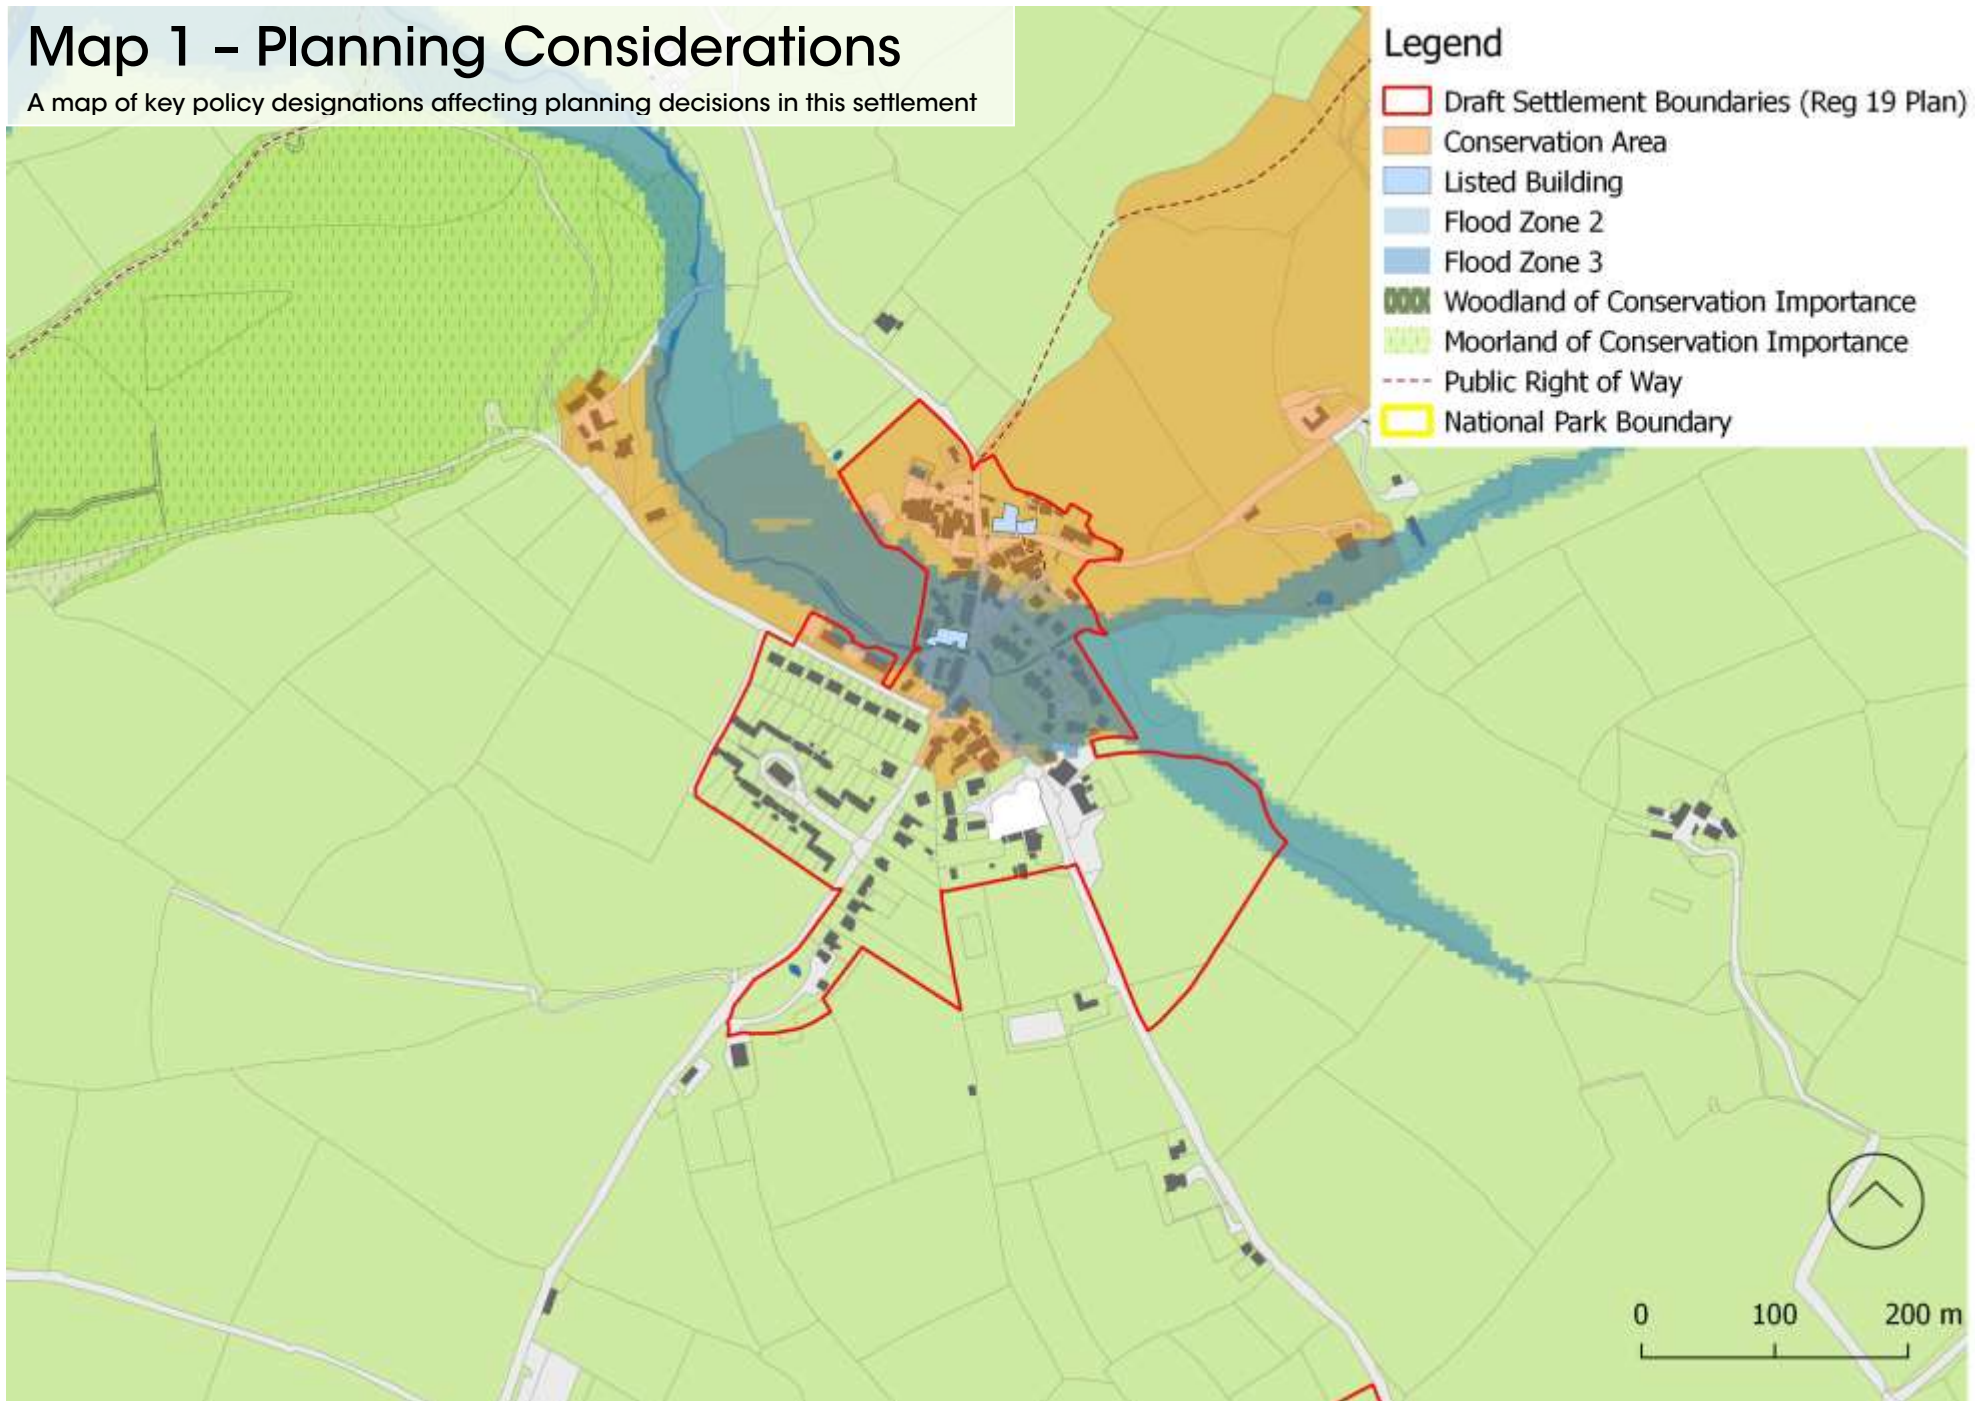 Map 1 – Planning Considerations
A map of key policy designations affecting planning decisions in this settlement
Legend
Draft Settlement Boundaries (Reg 19 Plan)
Conservation Area
Listed Building
Flood Zone 2
Flood Zone 3
Woodland of Conservation Importance
Moorland of Conservation Importance
Public Right of Way
National Park Boundary
0 100 200 m